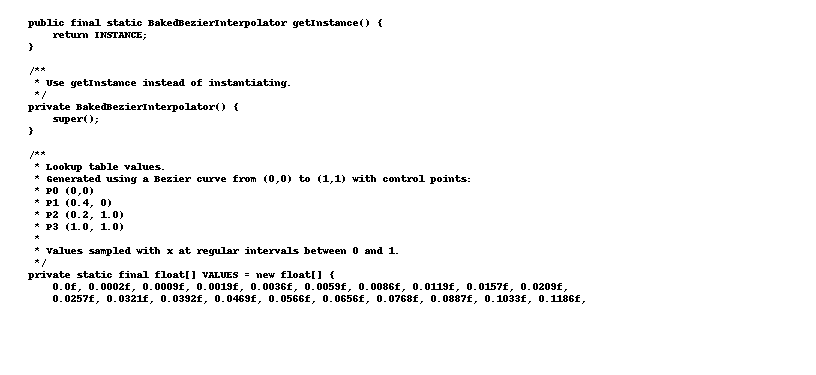 public final static BakedBezierInterpolator getInstance() {
return INSTANCE;
}
/**
* Use getInstance instead of instantiating.
*/
private BakedBezierInterpolator() {
super();
}
/**
* Lookup table values.
* Generated using a Bezier curve from (0,0) to (1,1) with control points:
* P0 (0,0)
* P1 (0.4, 0)
* P2 (0.2, 1.0)
* P3 (1.0, 1.0)
*
* Values sampled with x at regular intervals between 0 and 1.
*/
private static final float[] VALUES = new float[] {
0.0f, 0.0002f, 0.0009f, 0.0019f, 0.0036f, 0.0059f, 0.0086f, 0.0119f, 0.0157f, 0.0209f,
0.0257f, 0.0321f, 0.0392f, 0.0469f, 0.0566f, 0.0656f, 0.0768f, 0.0887f, 0.1033f, 0.1186f,